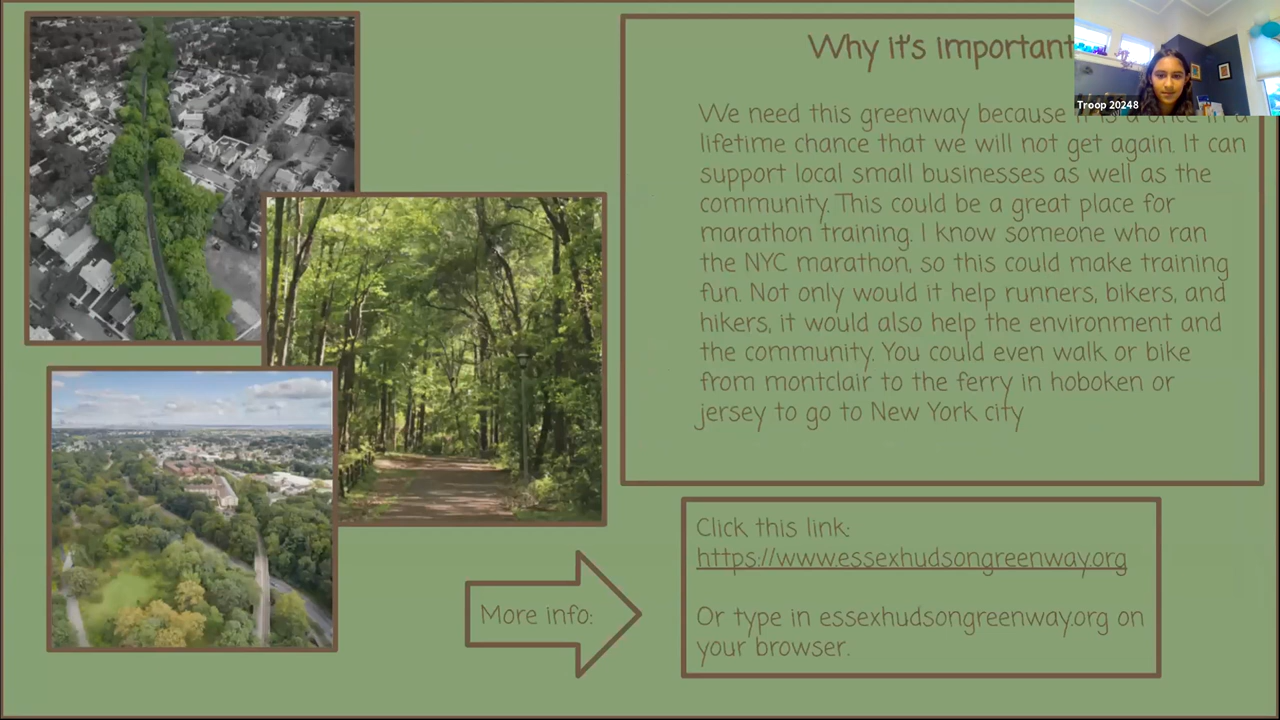 Why it's important
Troop 20248
We need this greenway because it is a once in a
lifetime chance that we will not get again. It can
support local small businesses as well as the
community. This could be a great place for
marathon training. I know someone who ran
the NYC marathon, so this could make training
fun. Not only would it help runners, bikers, and
hikers, it would also help the environment and
the community. You could even walk or bike
from montclair to the ferry in hoboken or
jersey to go to New York city
Click this link:
https://www.essexhudsongreenway.org
More info:
Or type in essexhudsongreenway.org on
your browser.